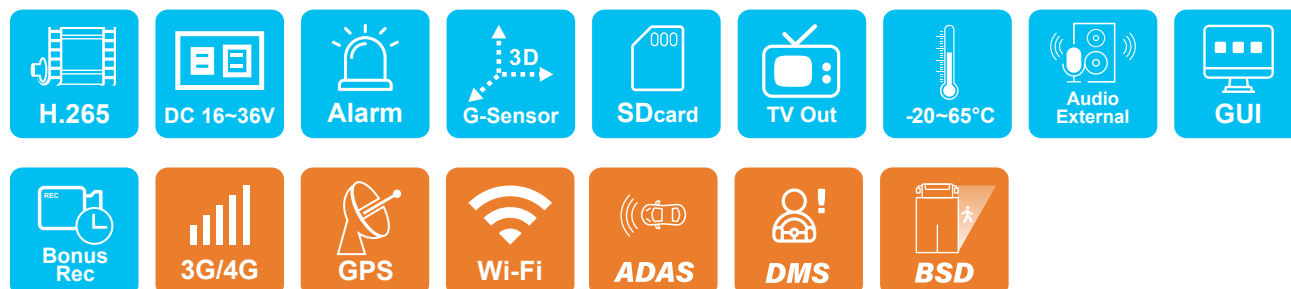 H.265
DC 16~36V
Alarm
3D
G-Sensor
000
SDcard
TV Out
-20~65°C
Audio
External
GUI
REC
Bonus
Rec
3G/4G
GPS
Wi-Fi
ADAS
!
DMS
BSD